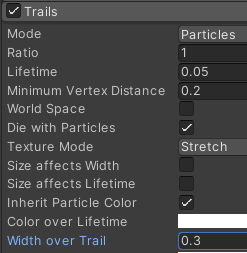 Trails
Mode Particles
Ratio 1
Lifetime 0.05
Minimum Vertex Distance 0.2
World Space
Die with Particles
Texture Mode Stretch
Size affects Width
Size affects Lifetime
Inherit Particle Color
Color over Lifetime
Width over Trail 0.3